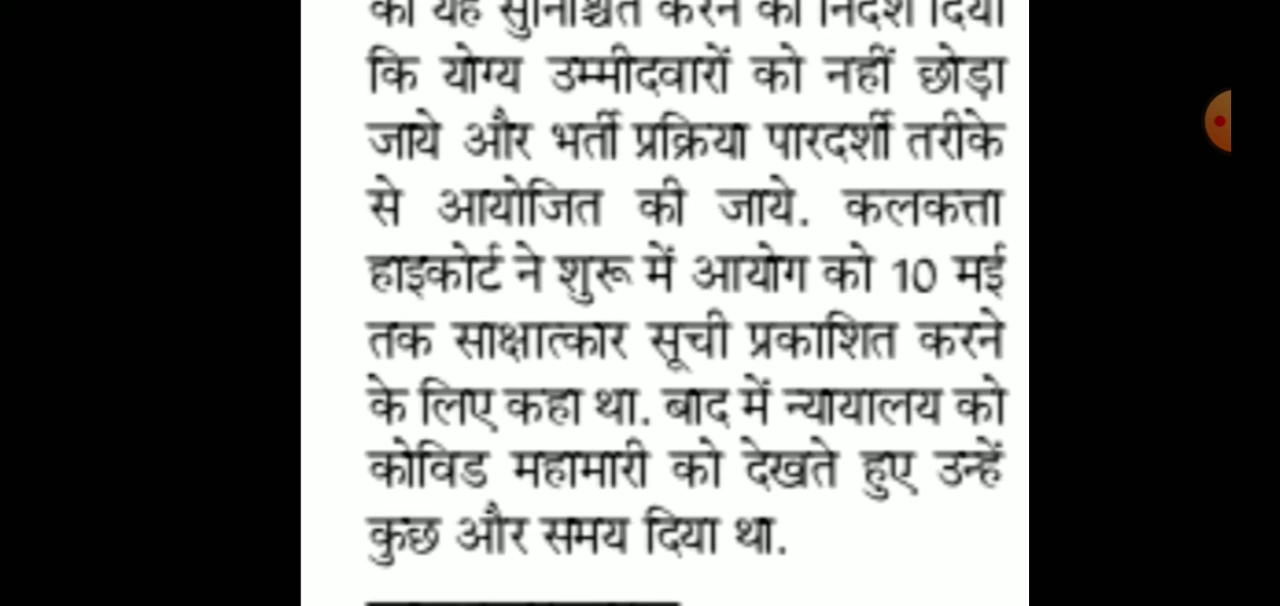 को यह सुनिश्चित करने का निर्देश दिया
कि योग्य उम्मीदवारों को नहीं छोड़ा
जाये और भर्ती प्रक्रिया पारदर्शी तरीके
से आयोजित की जाये. कलकत्ता
हाइकोर्ट ने शुरू में आयोग को 10 मई
तक साक्षात्कार सूची प्रकाशित करने
के लिए कहा था. बाद में न्यायालय को
कोविड महामारी को देखते हुए उन्हें
कुछ और समय दिया था.